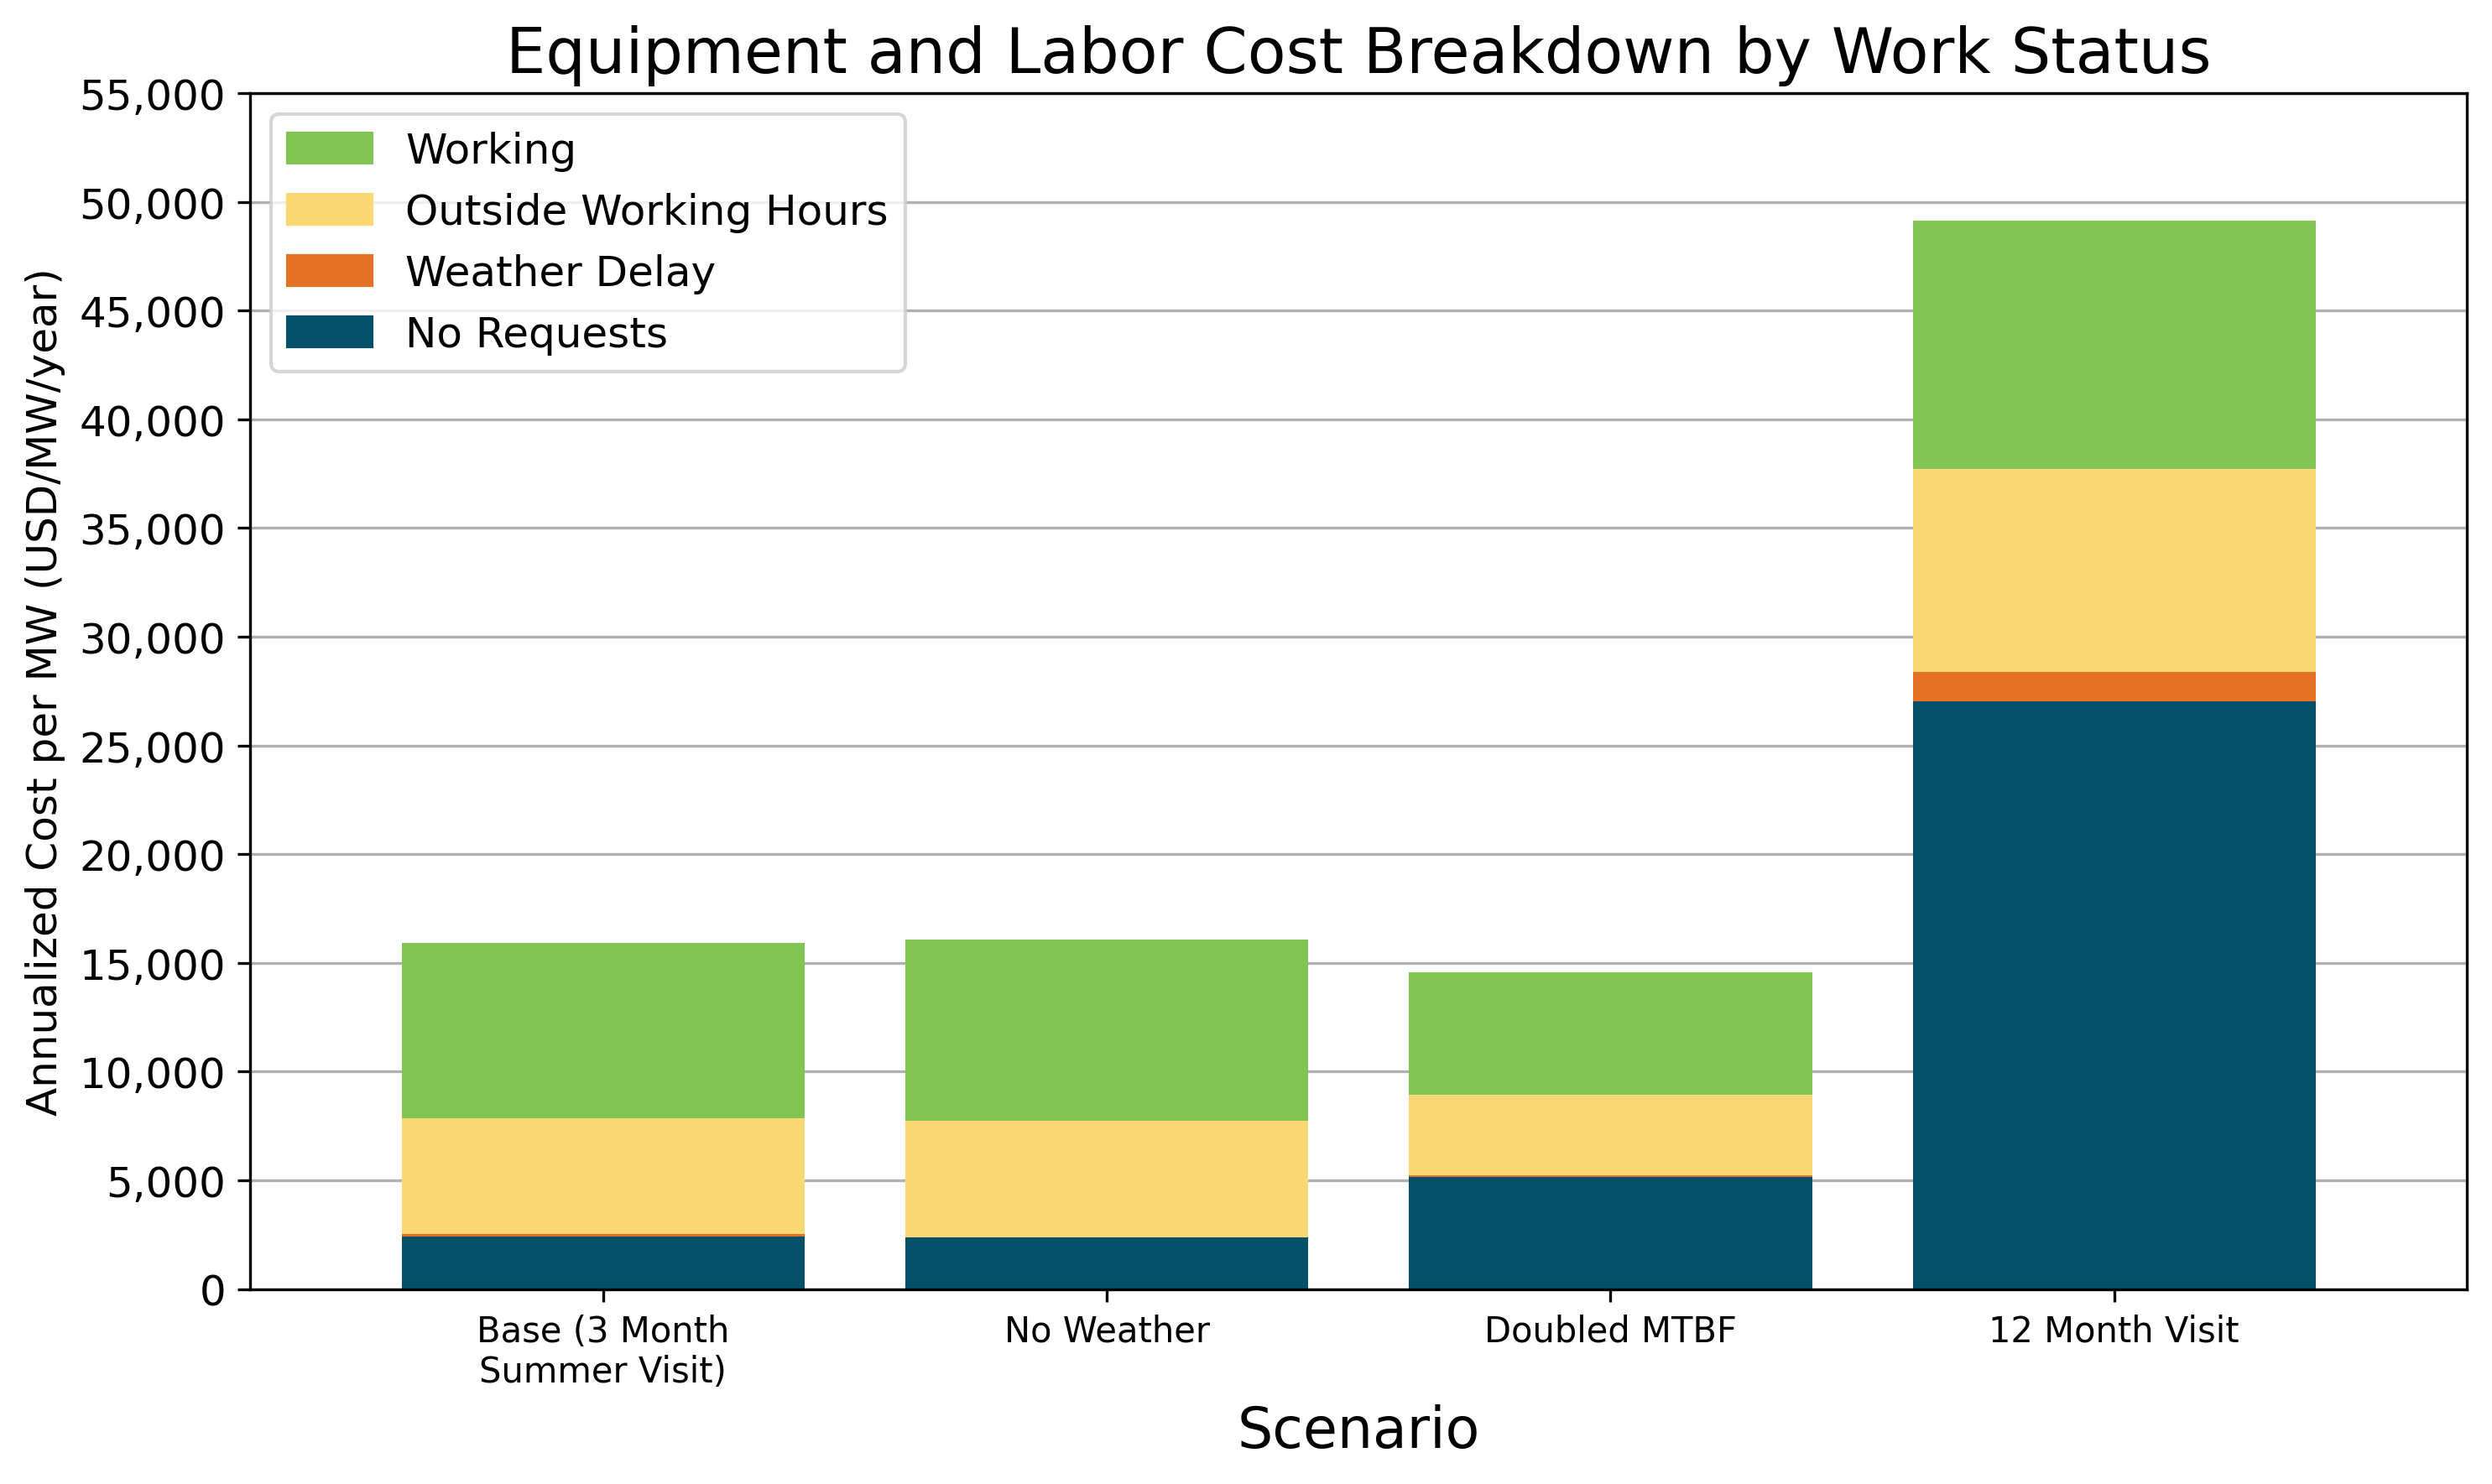 Equipment and Labor Cost Breakdown by Work Status
Annualized Cost per MW (USD/MW/year)
55,000
50,000
45,000
40,000
35,000
30,000
25,000
20,000
15,000
10,000
5,000
0
Working
Outside Working Hours
Weather Delay
No Requests
Base (3 Month
Summer Visit)
No Weather
Doubled MTBF
12 Month Visit
Scenario